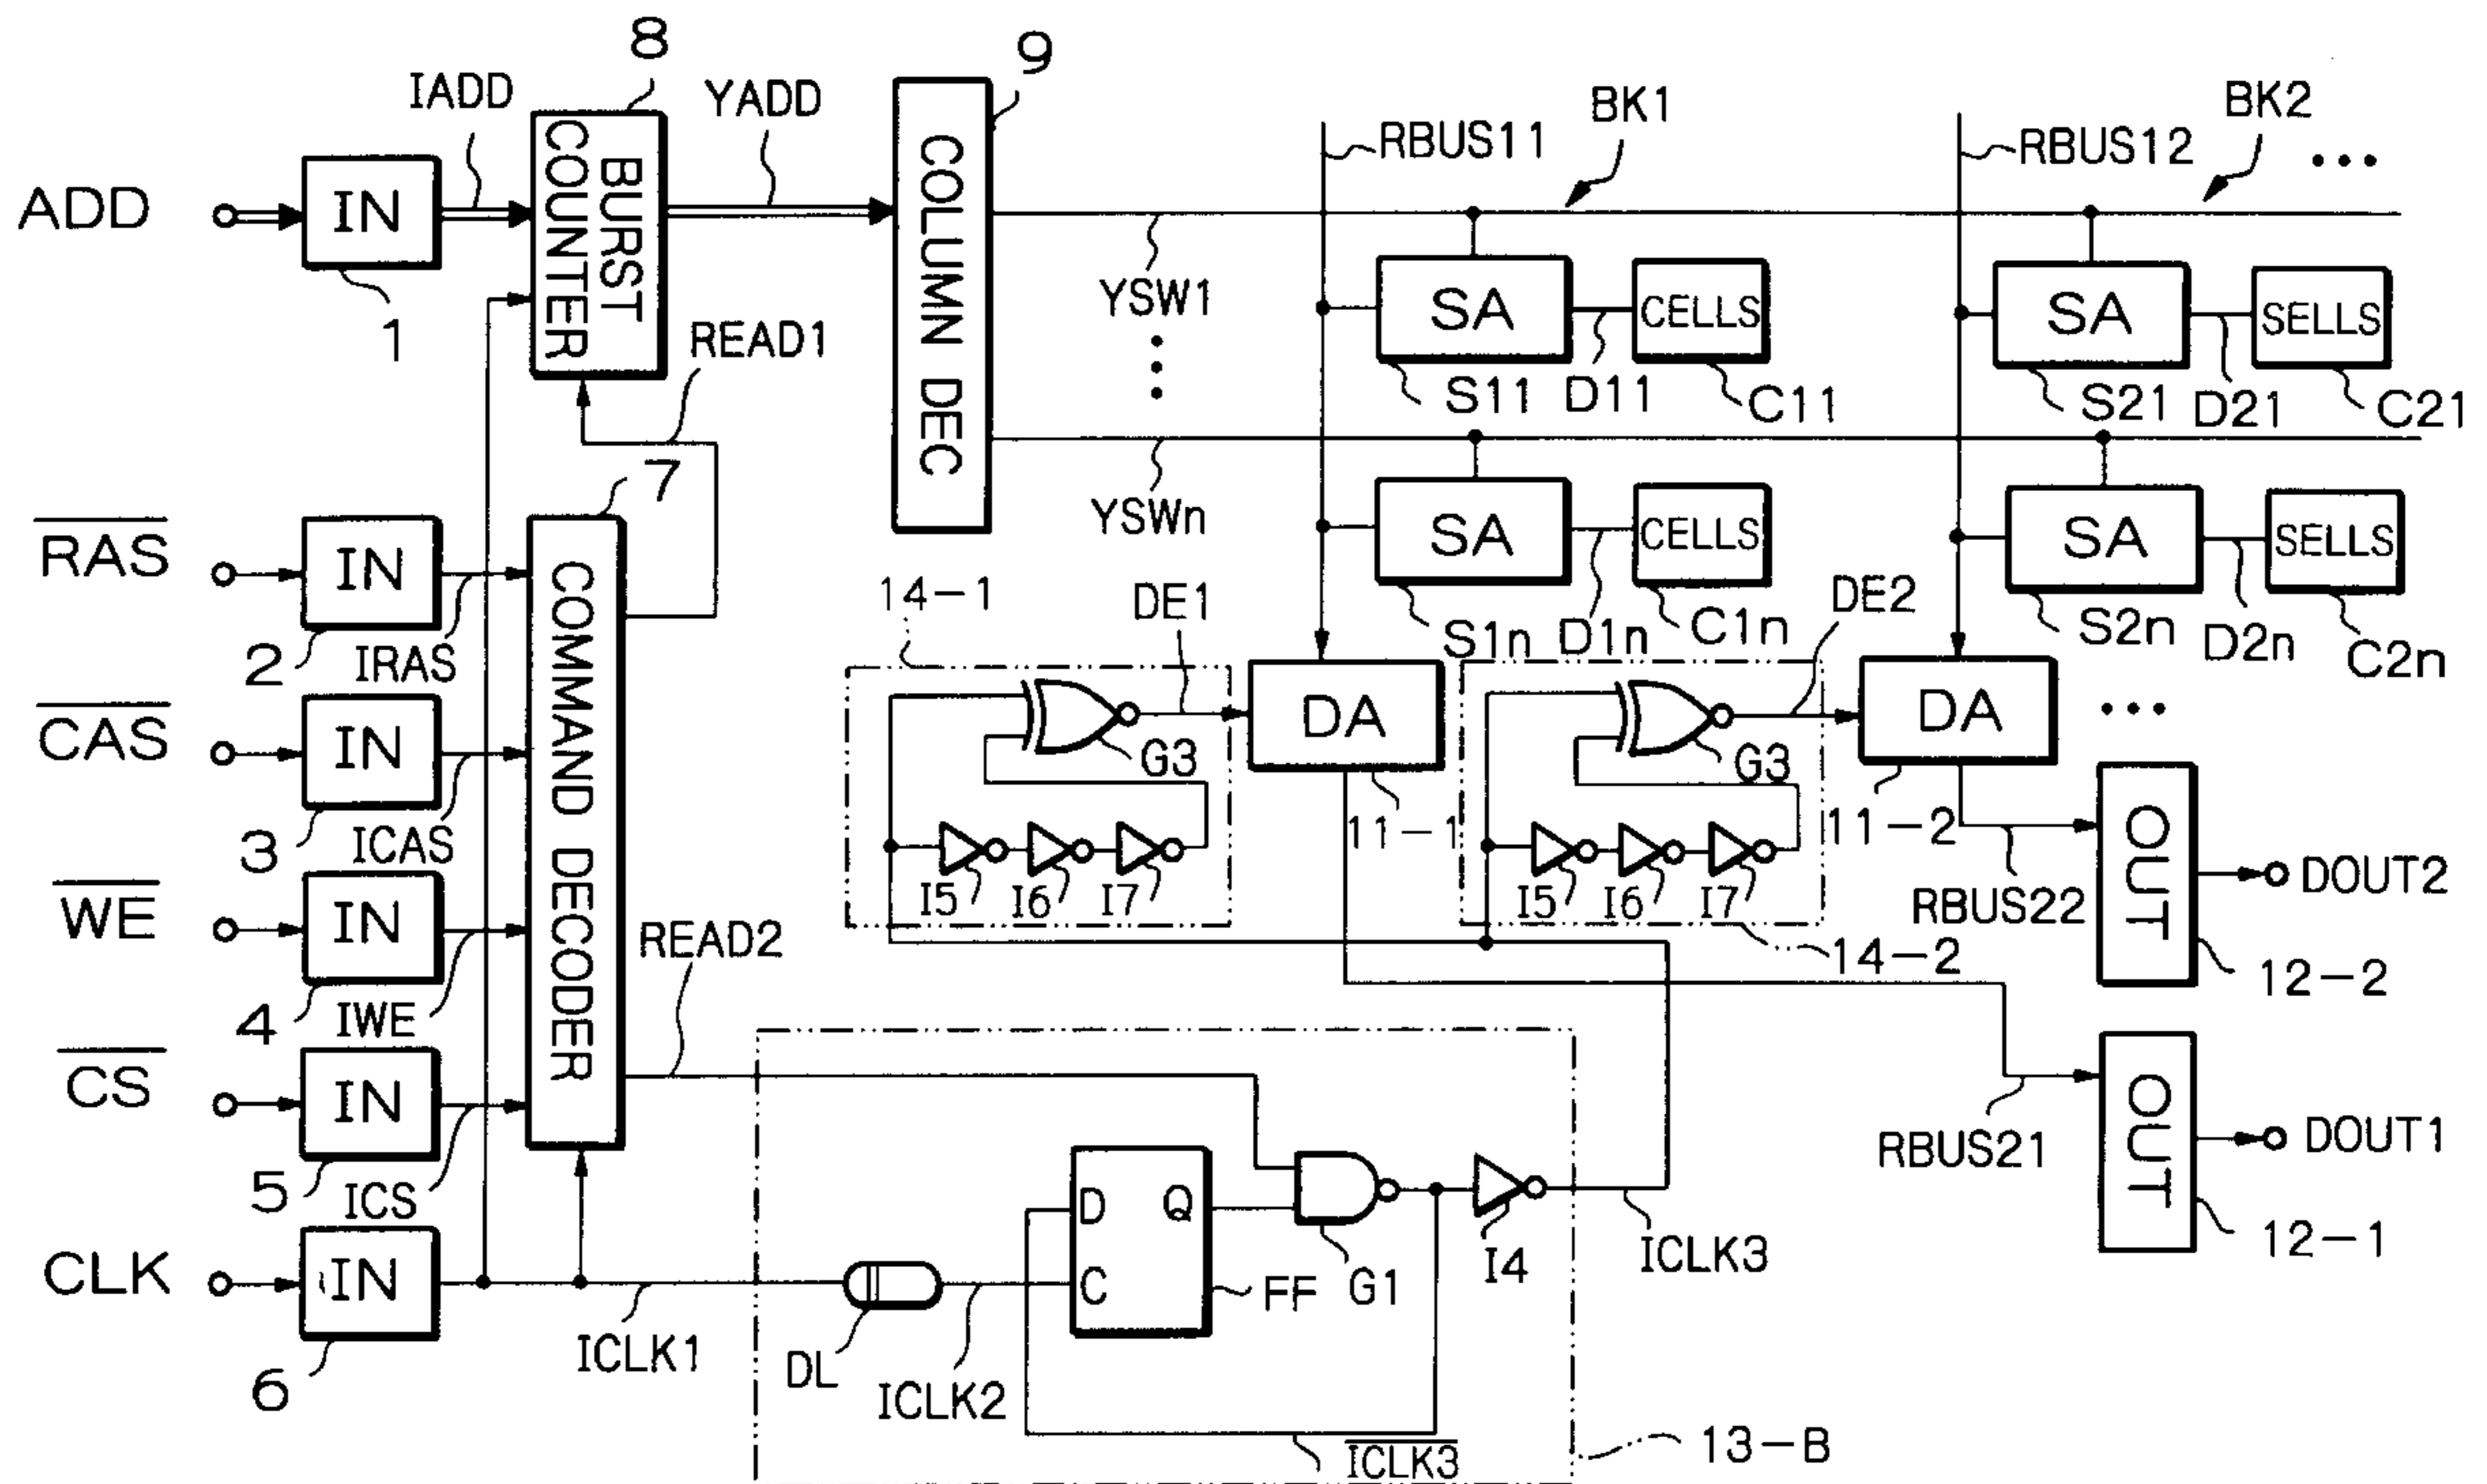 8
9
IADD
YADD
BK1
BK2
RBUS11
RBUS12
...
ADD
IN
BURST COUNTER
COLUMN DEC
1
YSW1
SA
CELLS
SA
SELLS
READ1
S11
D11
C11
S21
D21
C21
7
YSWn
RAS
IN
SA
CELLS
SA
SELLS
14-1
DE1
DE2
2
IRAS
S1n
D1n
C1n
S2n
D2n
C2n
COMMAND DECODER
CAS
IN
DA
DA
...
G3
G3
3
ICAS
11-1
11-2
OUT
DOUT2
I5
I6
I7
I5
I6
I7
WE
IN
READ2
RBUS22
14-2
12-2
4
IWE
CS
IN
OUT
DOUT1
RBUS21
5
ICS
D
Q
C
12-1
CLK
IN
FF
G1
I4
ICLK3
6
ICLK1
DL
ICLK2
13-B
ICLK3